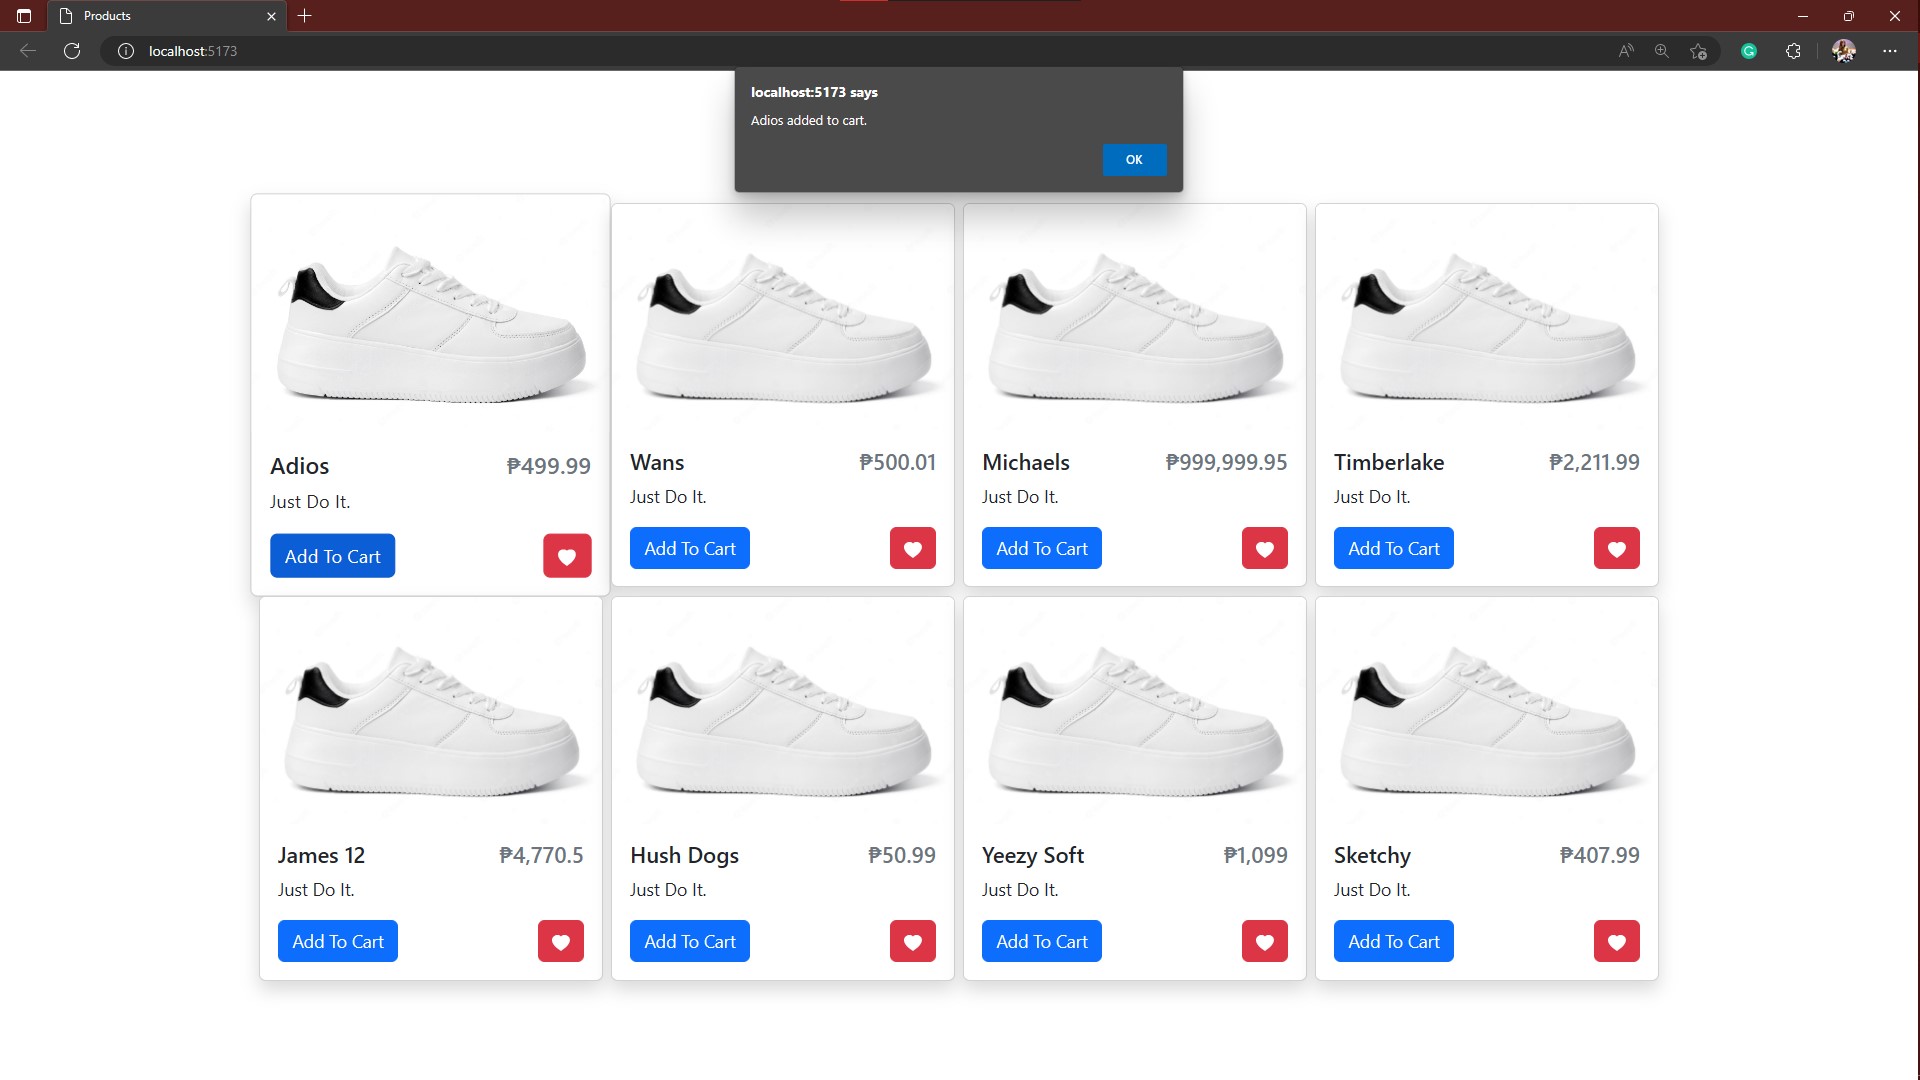 Products
localhost:5173
localhost:5173 says
Adios added to cart.
OK
Adios ₱499.99
Just Do It.
Add To Cart
Wans ₱500.01
Just Do It.
Add To Cart
Michaels ₱999,999.95
Just Do It.
Add To Cart
Timberlake ₱2,211.99
Just Do It.
Add To Cart
James 12 ₱4,770.5
Just Do It.
Add To Cart
Hush Dogs ₱50.99
Just Do It.
Add To Cart
Yeezy Soft ₱1,099
Just Do It.
Add To Cart
Sketchy ₱407.99
Just Do It.
Add To Cart